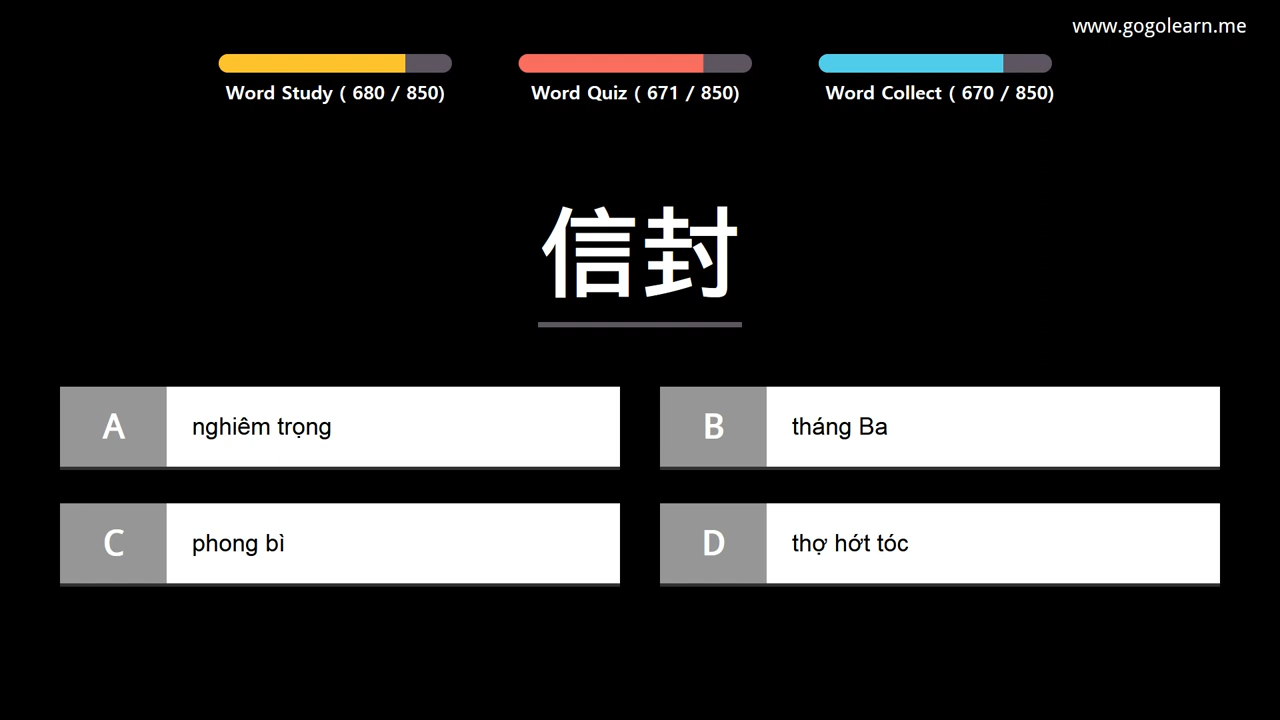 www.gogolearn.me
Word Study ( 680 / 850)
Word Quiz ( 671 / 850)
Word Collect ( 670 / 850)
信封
A
nghiêm trọng
B
tháng Ba
C
phong bì
D
thợ hớt tóc